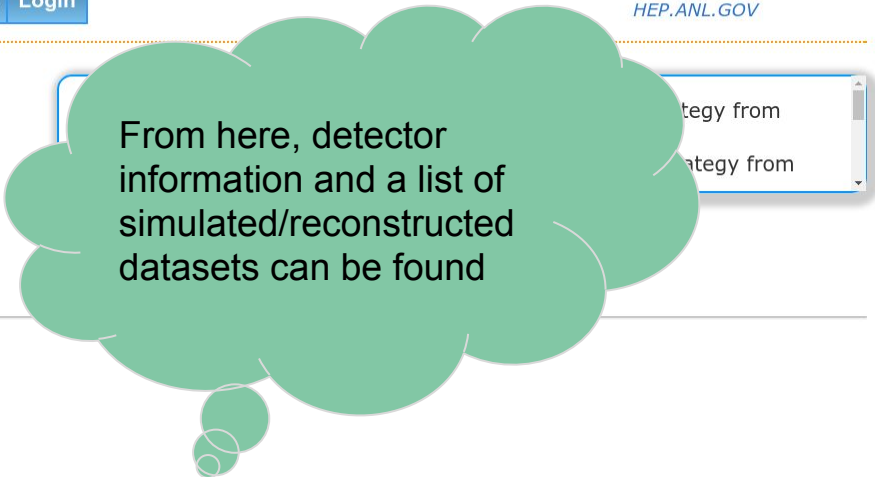 Login
HEP.ANL.GOV
tegy from
ategy from
From here, detector
information and a list of
simulated/reconstructed
datasets can be found